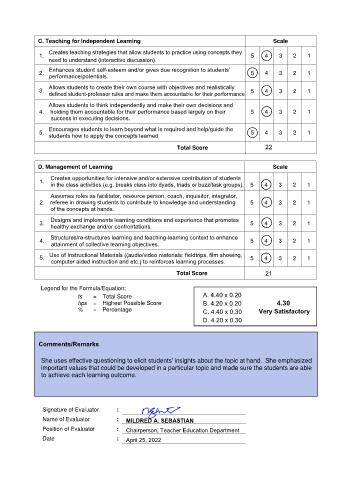 C. Teaching for Independent Learning Scale
1. Creates teaching strategies that allow students to practice using concepts they
need to understand (interactive discussion). 5 4 3 2 1
2. Enhances student self-esteem and/or gives due recognition to students'
performance/potentials. 5 4 3 2 1
3. Allows students to create their own course with objectives and realistically
defined student-professor rules and make them accountable for their performance 5 4 3 2 1
4. Allows students to think independently and make their own decisions and
holding them accountable for their performance based largely on their
success in executing decisions. 5 4 3 2 1
5. Encourages students to learn beyond what is required and help/guide the
students how to apply the concepts learned 5 4 3 2 1
Total Score 22
D. Management of Learning Scale
1. Creates opportunities for intensive and/or extensive contribution of students
in the class activities (e.g. breaks class into dyads, triads or buzz/task groups). 5 4 3 2 1
2. Assumes roles as facilitator, resource person, coach, inquisitor, integrator,
referee in drawing students to contribute to knowledge and understanding
of the concepts at hands. 5 4 3 2 1
3. Designs and implements learning conditions and experience that promotes
healthy exchange and/or confrontations. 5 4 3 2 1
4. Structures/re-structures learning and teaching-learning context to enhance
attainment of collective learning objectives. 5 4 3 2 1
5. Use of Instructional Materials (audio/video materials: fieldtrips, film showing,
computer aided instruction and etc.) to reinforces learning processes. 5 4 3 2 1
Total Score 21
Legend for the Formula/Equation:
ts = Total Score
hps = Highest Possible Score
% = Percentage
A. 4.40 x 0.20
B. 4.20 x 0.20
C. 4.40 x 0.30
D. 4.20 x 0.30
4.30
Very Satisfactory
Comments/Remarks
She uses effective questioning to elicit students' insights about the topic at hand. She emphasized
important values that could be developed in a particular topic and made sure the students are able
to achieve each learning outcome.
Signature of Evaluator :
Name of Evaluator : MILDRED A. SEBASTIAN
Position of Evaluator : Chairperson, Teacher Education Department
Date : April 25, 2022